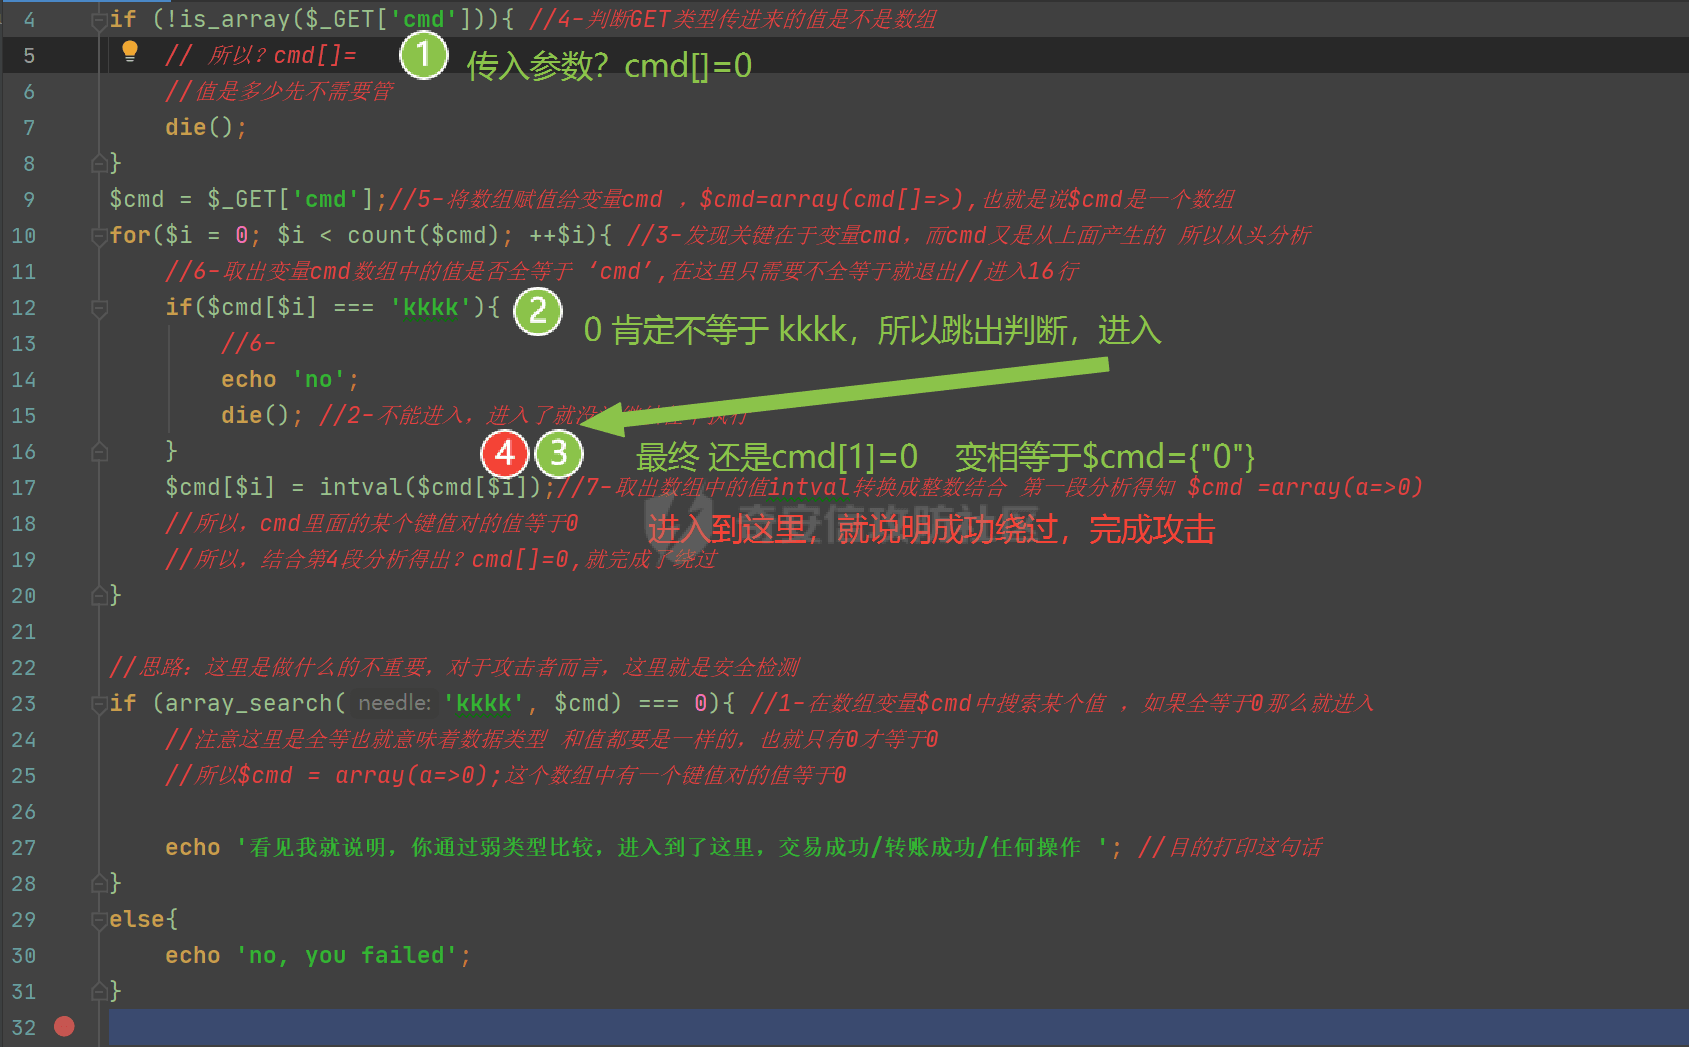 4 if (!is_array($_GET['cmd'])){ //4-判断GET类型传进来的值是不是数组
5 // 所以？cmd[]= 1 传入参数？cmd[]=0
6 //值是多少先不需要管
7 die();
8 }
9 $cmd = $_GET['cmd'];//5-将数组赋值给变量cmd ，$cmd=array(cmd[]=>),也就是说$cmd是一个数组
10 for($i = 0; $i < count($cmd); ++$i){ //3-发现关键在于变量cmd，而cmd又是从上面产生的 所以从头分析
11 //6-取出变量cmd数组中的值是否全等于 ‘cmd’,在这里只需要不全等于就退出//进入16行
12 if($cmd[$i] === 'kkkk'){ 2
0 肯定不等于 kkkk，所以跳出判断，进入
13 //6-
14 echo 'no';
15 die(); //2-不能进入，进入了就没 执行
16 } 4 3 最终 还是cmd[1]=0 变相等于$cmd={"0"}
17 $cmd[$i] = intval($cmd[$i]);//7-取出数组中的值intval转换成整数结合 第一段分析得知 $cmd =array(a=>0)
18 //所以，cmd里面的某个键值对的值等于0 进入到这里，就说明成功绕过，完成攻击
奇安信攻防社区
19 //所以，结合第4段分析得出？cmd[]=0,就完成了绕过
20 }
21
22 //思路：这里是做什么的不重要，对于攻击者而言，这里就是安全检测
23 if (array_search( needle: 'kkkk', $cmd) === 0){ //1-在数组变量$cmd中搜索某个值 ，如果全等于0那么就进入
24 //注意这里是全等也就意味着数据类型 和值都要是一样的，也就只有0才等于0
25 //所以$cmd = array(a=>0);这个数组中有一个键值对的值等于0
26
27 echo '看见我就说明，你通过弱类型比较，进入到了这里，交易成功/转账成功/任何操作 '; //目的打印这句话
28 }
29 else{
30 echo 'no, you failed';
31 }
32